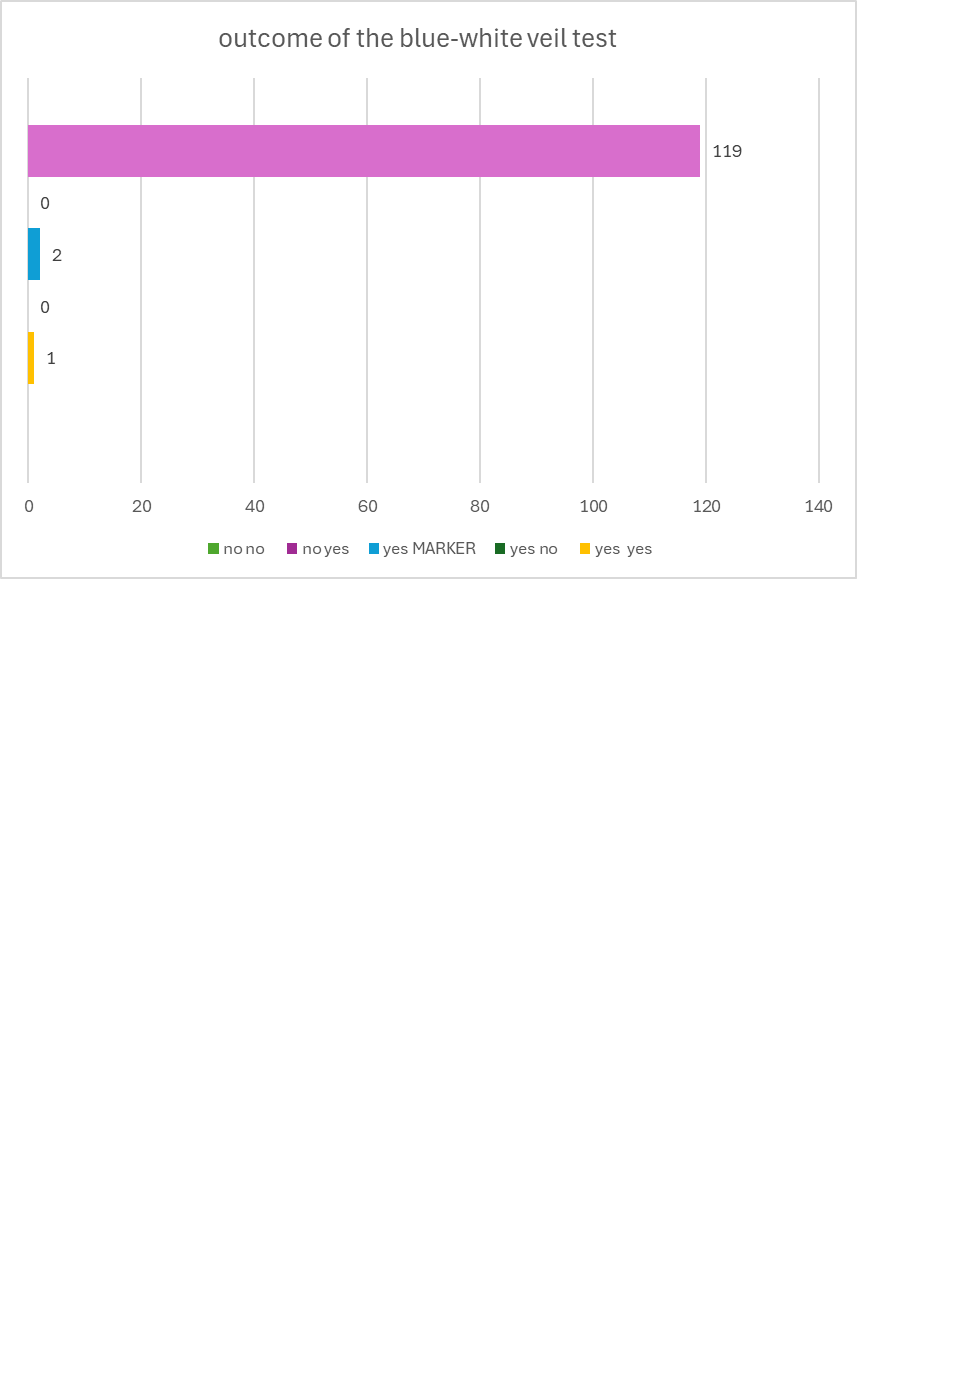 outcome of the blue-white veil test
119
0
2
0
1
0 20 40 60 80 100 120 140
no no no yes yes MARKER yes no yes  yes